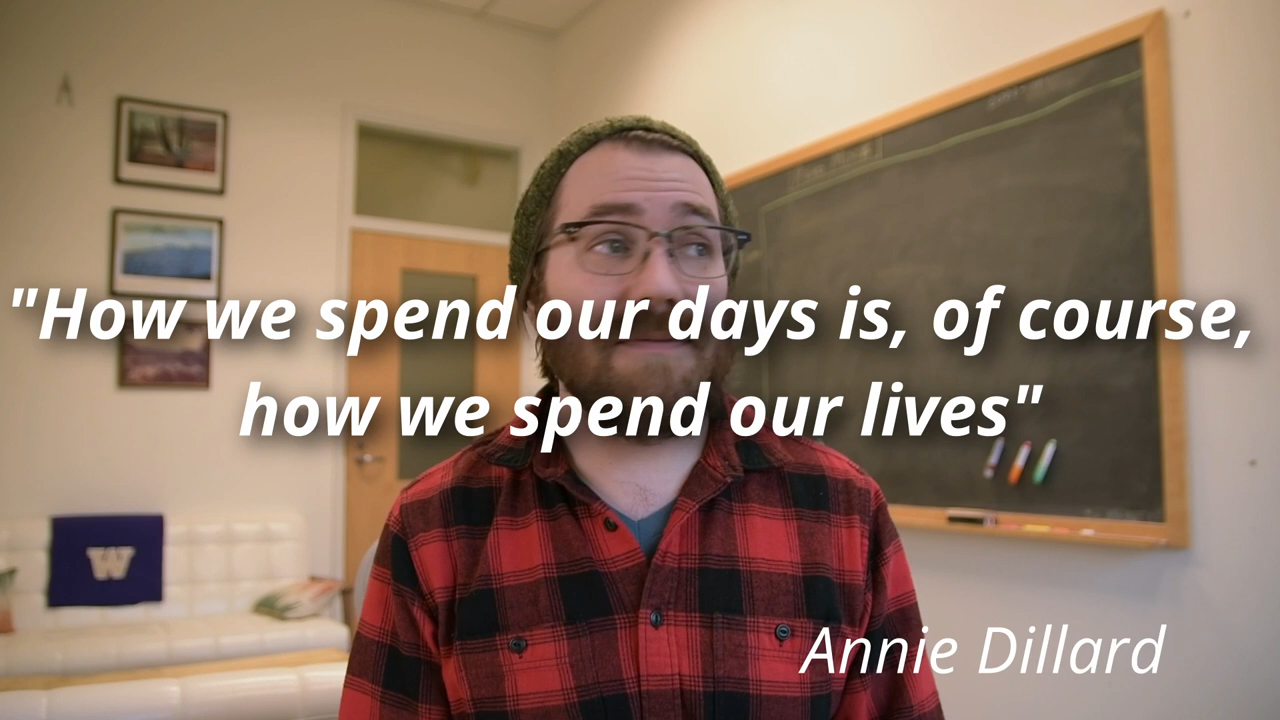 "How we spend our days is, of course,
how we spend our lives"
W
Annie Dillard